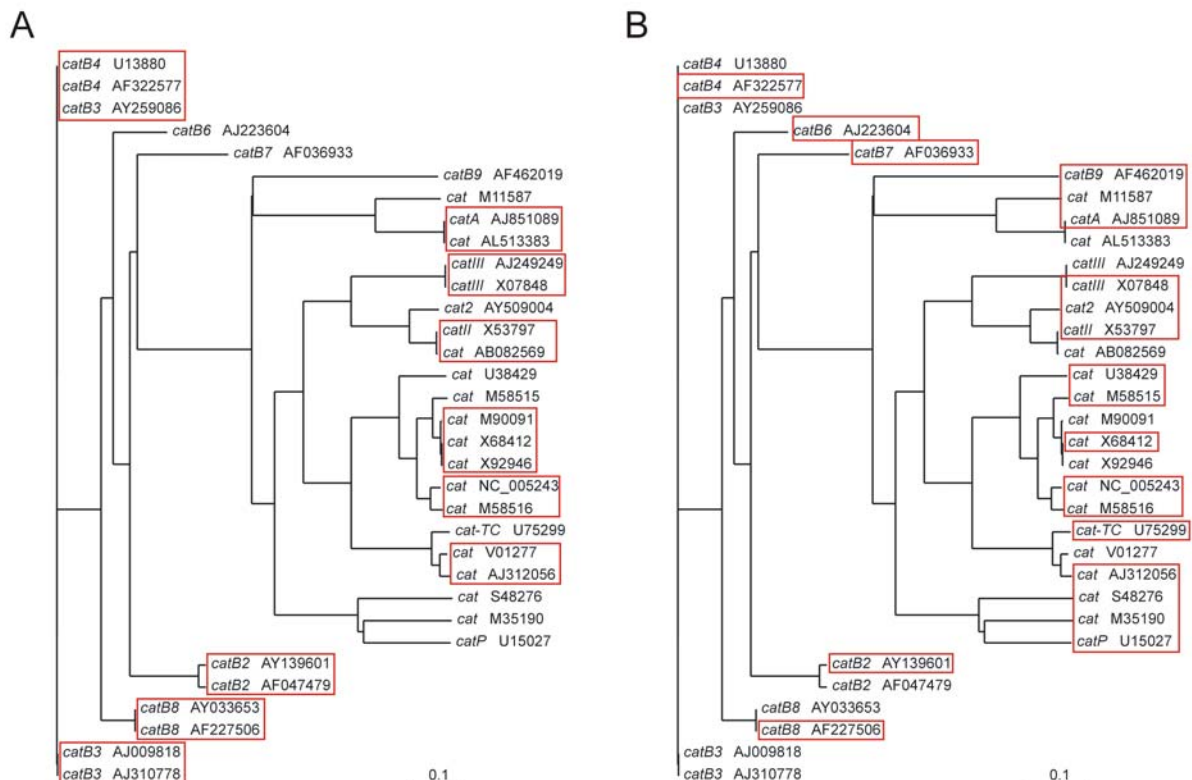 A
catB4 U13880
catB4 AF322577
catB3 AY259086
catB6 AJ223604
catB7 AF036933
catB9 AF462019
cat M11587
catA AJ851089
cat AL513383
catIII AJ249249
catIII X07848
cat2 AY509004
catII X53797
cat AB082569
cat U38429
cat M58515
cat M90091
cat X68412
cat X92946
cat NC_005243
cat M58516
cat-TC U75299
cat V01277
cat AJ312056
cat S48276
cat M35190
catP U15027
catB2 AY139601
catB2 AF047479
catB8 AY033653
catB8 AF227506
catB3 AJ009818
catB3 AJ310778
0.1
B
catB4 U13880
catB4 AF322577
catB3 AY259086
catB6 AJ223604
catB7 AF036933
catB9 AF462019
cat M11587
catA AJ851089
cat AL513383
catIII AJ249249
catIII X07848
cat2 AY509004
catII X53797
cat AB082569
cat U38429
cat M58515
cat M90091
cat X68412
cat X92946
cat NC_005243
cat M58516
cat-TC U75299
cat V01277
cat AJ312056
cat S48276
cat M35190
catP U15027
catB2 AY139601
catB2 AF047479
catB8 AY033653
catB8 AF227506
catB3 AJ009818
catB3 AJ310778
0.1